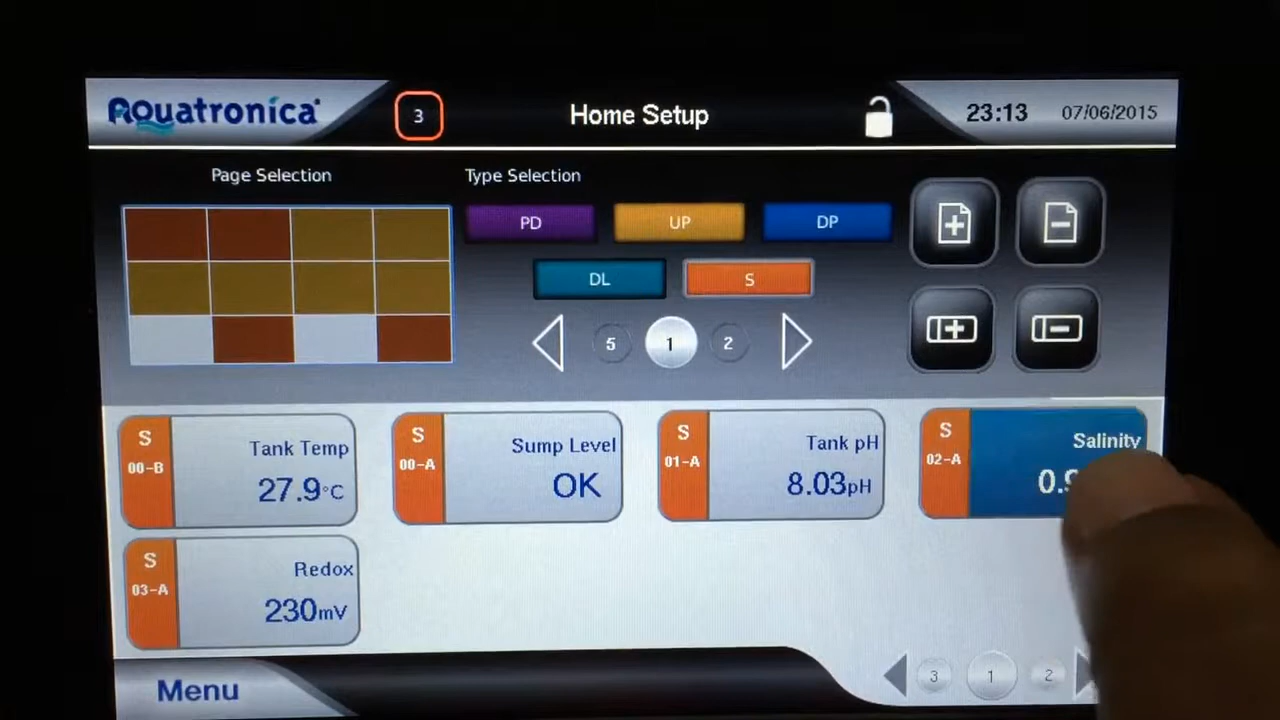 Aquatronica
3
Home Setup
23:13
07/06/2015
Page Selection
Type Selection
PD
UP
DP
DL
S
5
1
2
S
00-B
Tank Temp
27.9°C
S
00-A
Sump Level
OK
S
01-A
Tank pH
8.03pH
S
02-A
Salinity
S
03-A
Redox
230mV
Menu
3
1
2